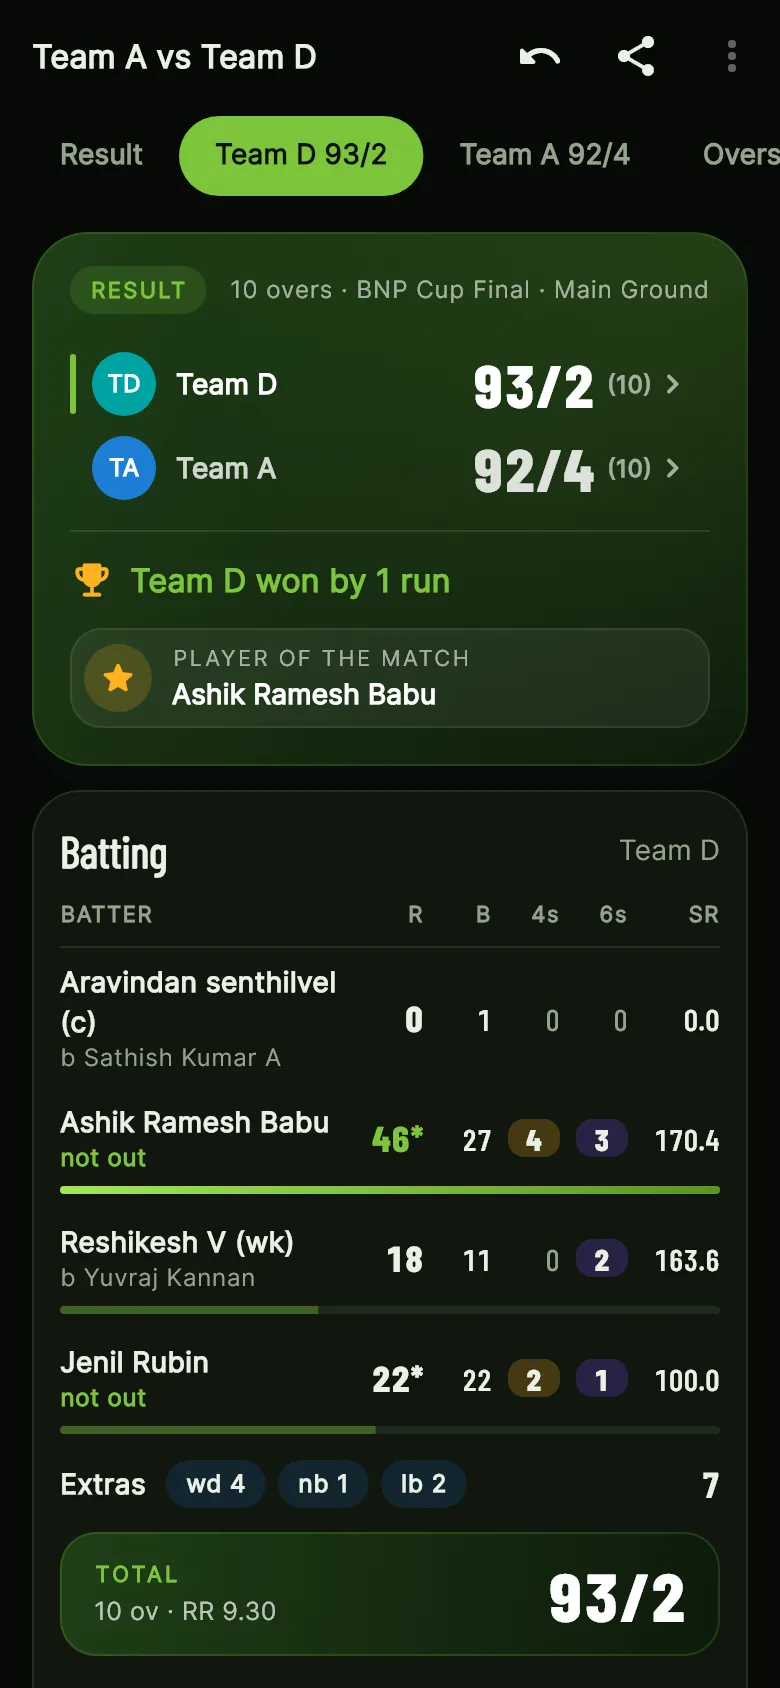 Team A vs Team D
Result
Team D 93/2
Team A 92/4
Overs
RESULT
10 overs · BNP Cup Final · Main Ground
TD Team D 93/2 (10)
TA Team A 92/4 (10)
Team D won by 1 run
PLAYER OF THE MATCH
Ashik Ramesh Babu
Batting Team D
BATTER R B 4s 6s SR
Aravindan senthilvel
(c) 0 1 0 0 0.0
b Sathish Kumar A
Ashik Ramesh Babu 46* 27 4 3 170.4
not out
Reshikesh V (wk) 18 11 0 2 163.6
b Yuvraj Kannan
Jenil Rubin 22* 22 2 1 100.0
not out
Extras wd 4 nb 1 lb 2 7
TOTAL
10 ov · RR 9.30 93/2